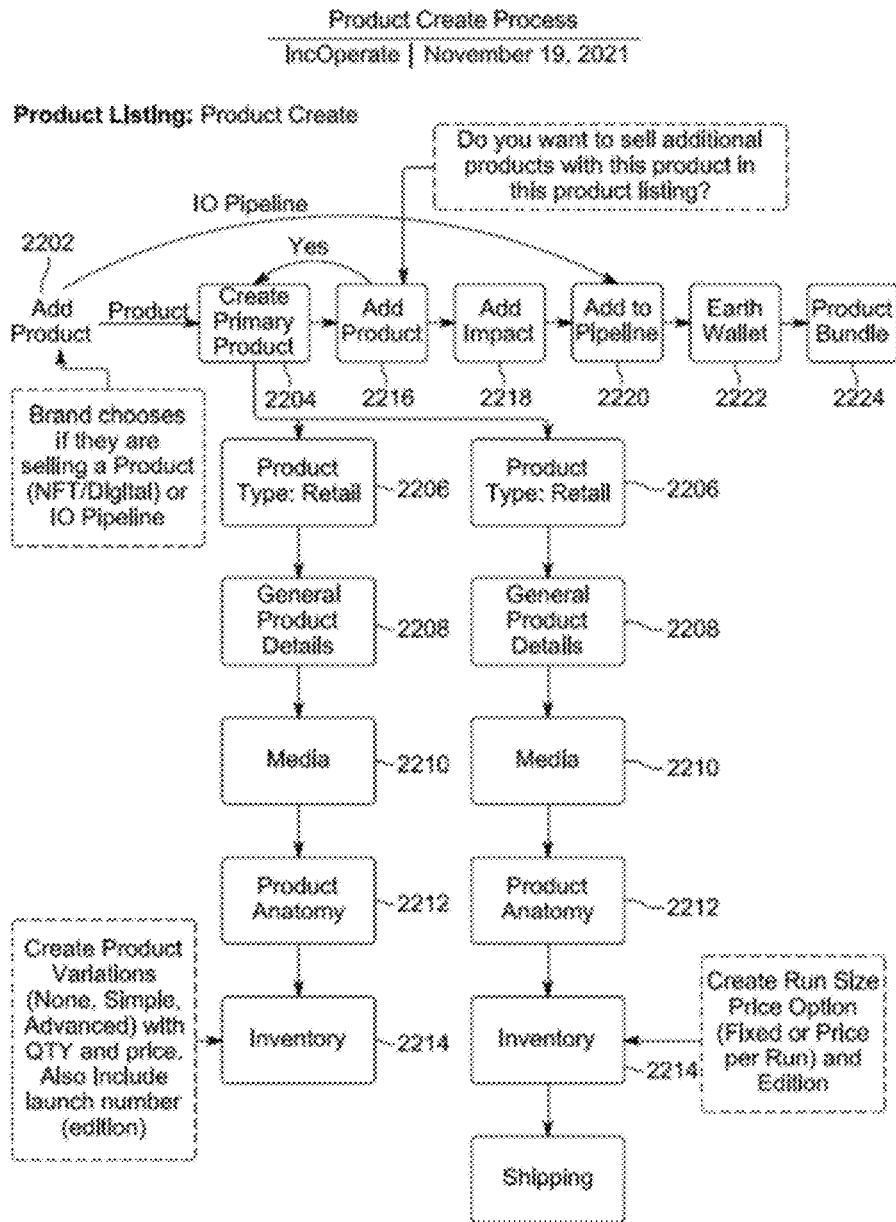 Product Create Process
IncOperate | November 19, 2021
Product Listing: Product Create
Do you want to sell additional
products with this product in
this product listing?
IO Pipeline
2202
Yes
Add
Product
Product
Create
Primary
Product
Add
Product
Add
Impact
Add to
Pipeline
Earth
Wallet
Product
Bundle
2204
2216
2218
2220
2222
2224
Brand chooses
if they are
selling a Product
(NFT/Digital) or
IO Pipeline
Product
Type: Retail
2206
Product
Type: Retail
2206
General
Product
Details
2208
General
Product
Details
2208
Media
2210
Media
2210
Product
Anatomy
2212
Product
Anatomy
2212
Create Product
Variations
(None, Simple,
Advanced) with
QTY and price.
Also Include
launch number
(edition)
Inventory
2214
Inventory
2214
Create Run Size
Price Option
(Fixed or Price
per Run) and
Edition
Shipping